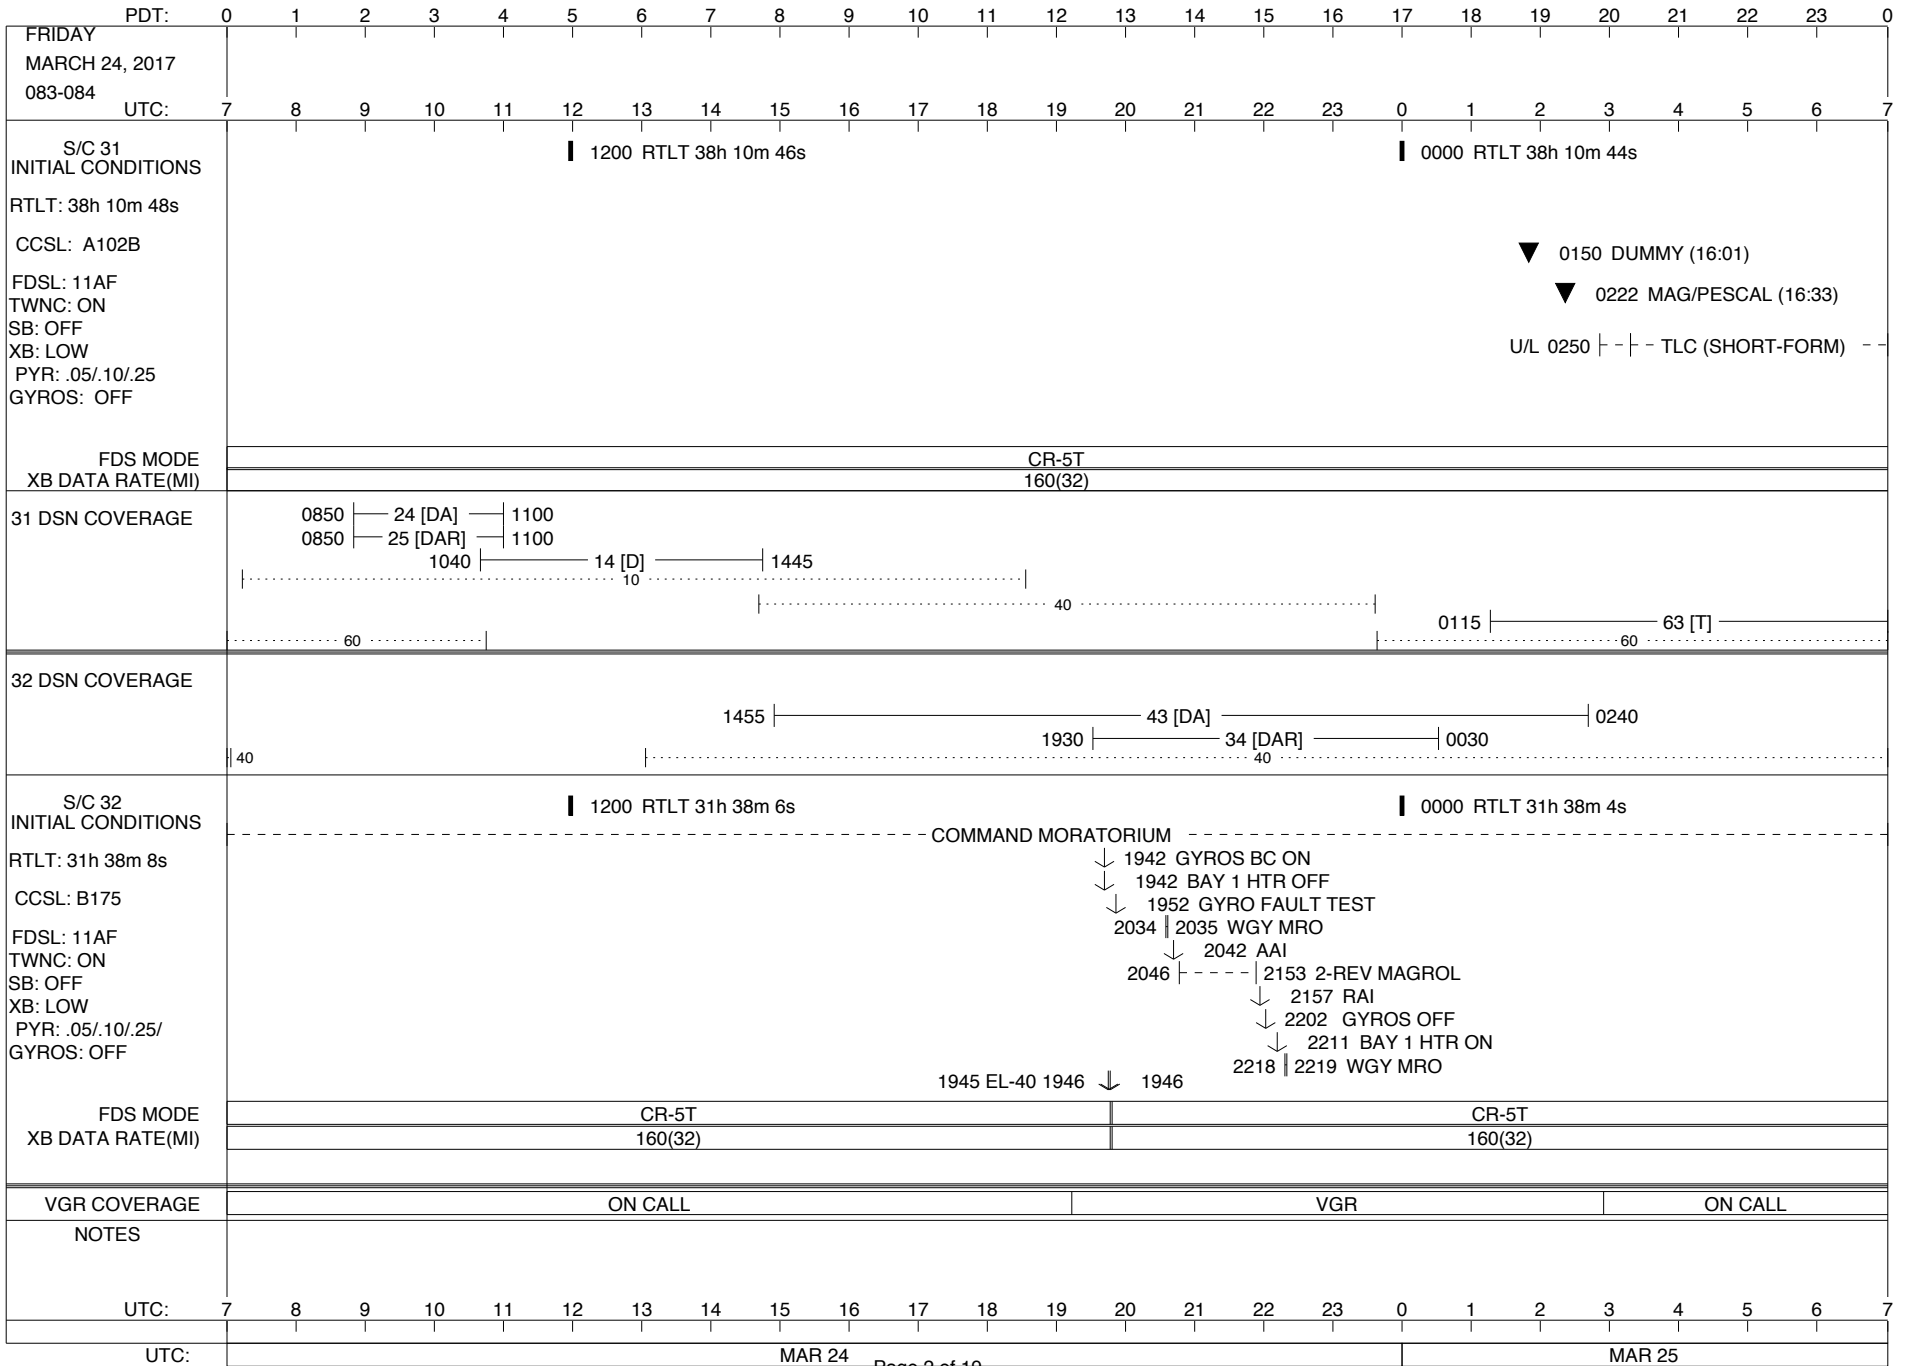 PDT: 0 1 2 3 4 5 6 7 8 9 10 11 12 13 14 15 16 17 18 19 20 21 22 23 0
FRIDAY
MARCH 24, 2017
083-084
UTC: 7 8 9 10 11 12 13 14 15 16 17 18 19 20 21 22 23 0 1 2 3 4 5 6 7
S/C 31
INITIAL CONDITIONS
1200 RTLT 38h 10m 46s
0000 RTLT 38h 10m 44s
RTLT: 38h 10m 48s
CCSL: A102B
0150 DUMMY (16:01)
FDSL: 11AF
0222 MAG/PESCAL (16:33)
TWNC: ON
SB: OFF
XB: LOW
U/L 0250 TLC (SHORT-FORM)
PYR: .05/.10/.25
GYROS: OFF
FDS MODE CR-5T
XB DATA RATE(MI) 160(32)
31 DSN COVERAGE
0850 24 [DA] 1100
0850 25 [DAR] 1100
1040 14 [D] 1445
10
40
0115 63 [T]
60 60
32 DSN COVERAGE
1455 43 [DA] 0240
1930 34 [DAR] 0030
40 40
S/C 32
INITIAL CONDITIONS
1200 RTLT 31h 38m 6s
0000 RTLT 31h 38m 4s
COMMAND MORATORIUM
RTLT: 31h 38m 8s
1942 GYROS BC ON
1942 BAY 1 HTR OFF
CCSL: B175
1952 GYRO FAULT TEST
2034 2035 WGY MRO
FDSL: 11AF
2042 AAI
TWNC: ON
2046 2153 2-REV MAGROL
SB: OFF
2157 RAI
XB: LOW
2202 GYROS OFF
PYR: .05/.10/.25/
2211 BAY 1 HTR ON
GYROS: OFF
2218 2219 WGY MRO
1945 EL-40 1946 1946
FDS MODE CR-5T CR-5T
XB DATA RATE(MI) 160(32) 160(32)
VGR COVERAGE ON CALL VGR ON CALL
NOTES
UTC: 7 8 9 10 11 12 13 14 15 16 17 18 19 20 21 22 23 0 1 2 3 4 5 6 7
UTC: MAR 24 MAR 25
Page 2 of 19